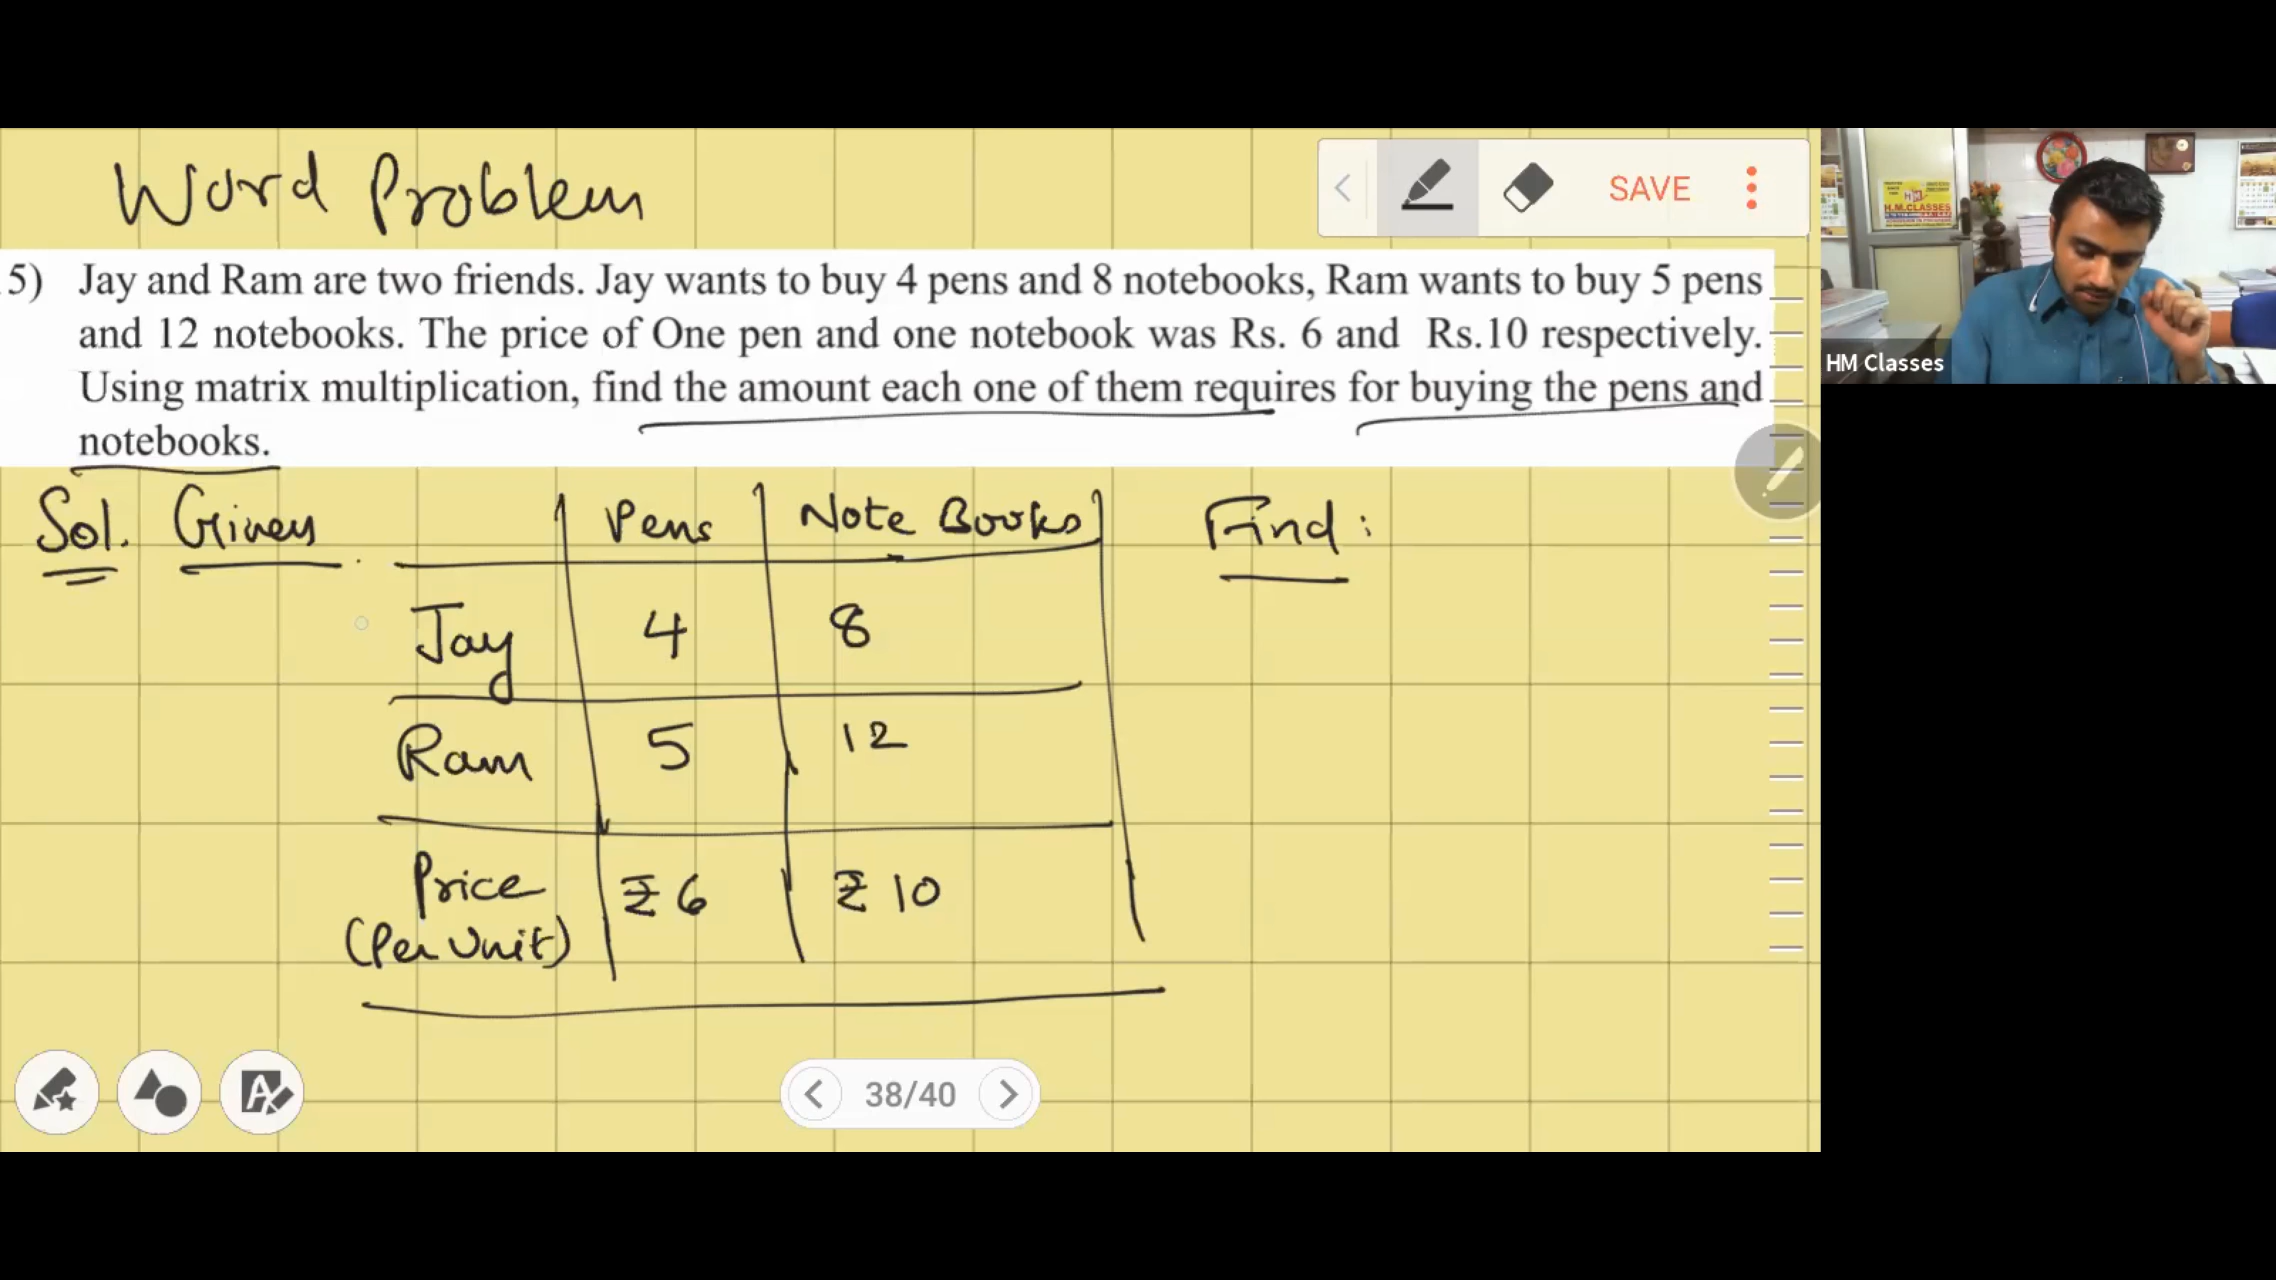 Word Problem
SAVE
5) Jay and Ram are two friends. Jay wants to buy 4 pens and 8 notebooks, Ram wants to buy 5 pens
and 12 notebooks. The price of One pen and one notebook was Rs. 6 and Rs.10 respectively.
Using matrix multiplication, find the amount each one of them requires for buying the pens and
notebooks.
Sol. Given Pens Note Books Find:
Jay 4 8
Ram 5 12
Price ₹ 6 ₹ 10
(Per Unit)
38/40
H.M.CLASSES
HM Classes